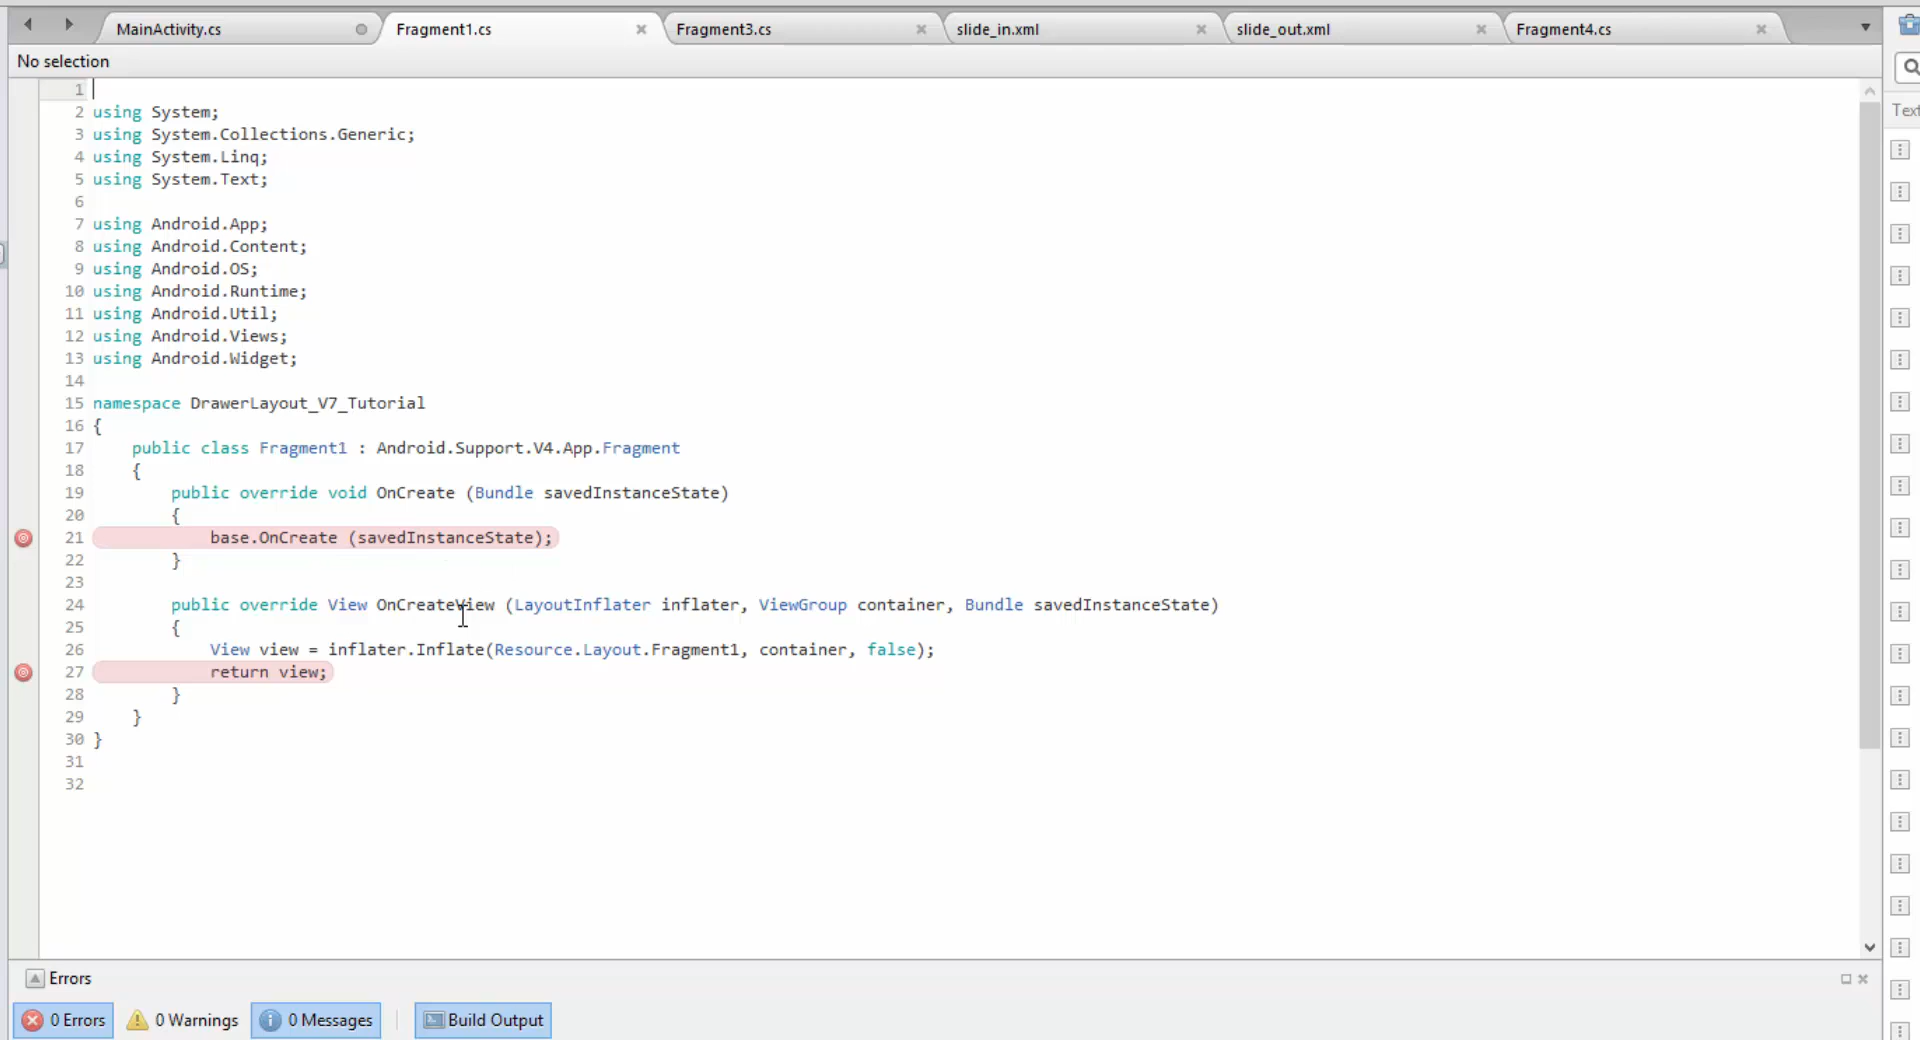 MainActivity.cs Fragment1.cs Fragment3.cs slide_in.xml slide_out.xml Fragment4.cs
No selection
1
2 using System;
3 using System.Collections.Generic;
4 using System.Linq;
5 using System.Text;
6
7 using Android.App;
8 using Android.Content;
9 using Android.OS;
10 using Android.Runtime;
11 using Android.Util;
12 using Android.Views;
13 using Android.Widget;
14
15 namespace DrawerLayout_V7_Tutorial
16 {
17 public class Fragment1 : Android.Support.V4.App.Fragment
18 {
19 public override void OnCreate (Bundle savedInstanceState)
20 {
21 base.OnCreate (savedInstanceState);
22 }
23
24 public override View OnCreateView (LayoutInflater inflater, ViewGroup container, Bundle savedInstanceState)
25 {
26 View view = inflater.Inflate(Resource.Layout.Fragment1, container, false);
27 return view;
28 }
29 }
30 }
31
32
Errors
0 Errors 0 Warnings 0 Messages Build Output